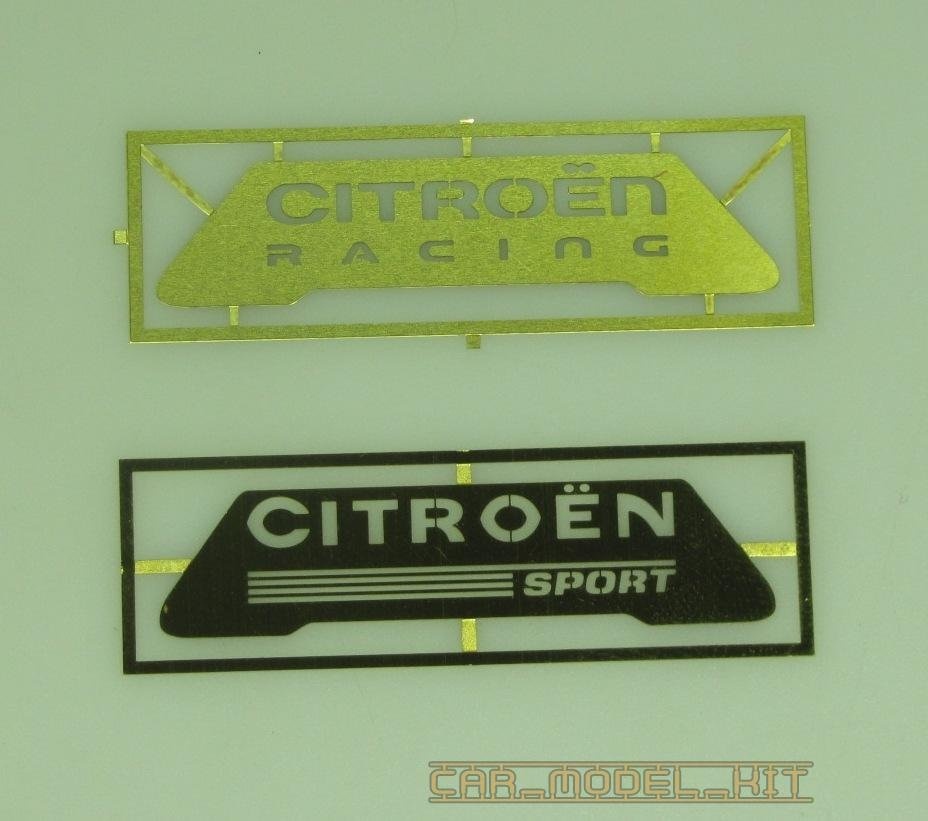 CITROËN
RACING
CITROËN
SPORT
CAR_MODEL_KIT